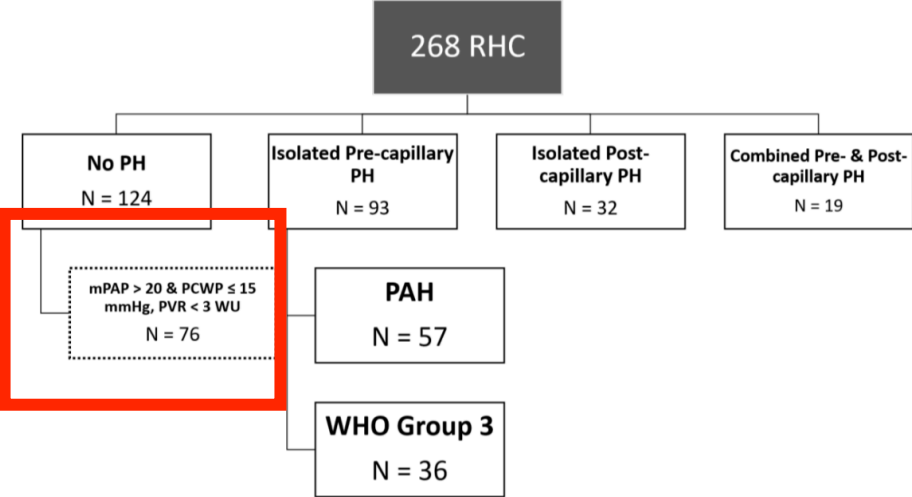 268 RHC
No PH
N = 124
Isolated Pre-capillary
PH
N = 93
Isolated Post-
capillary PH
N = 32
Combined Pre- & Post-
capillary PH
N = 19
mPAP > 20 & PCWP ≤ 15
mmHg, PVR < 3 WU
N = 76
PAH
N = 57
WHO Group 3
N = 36